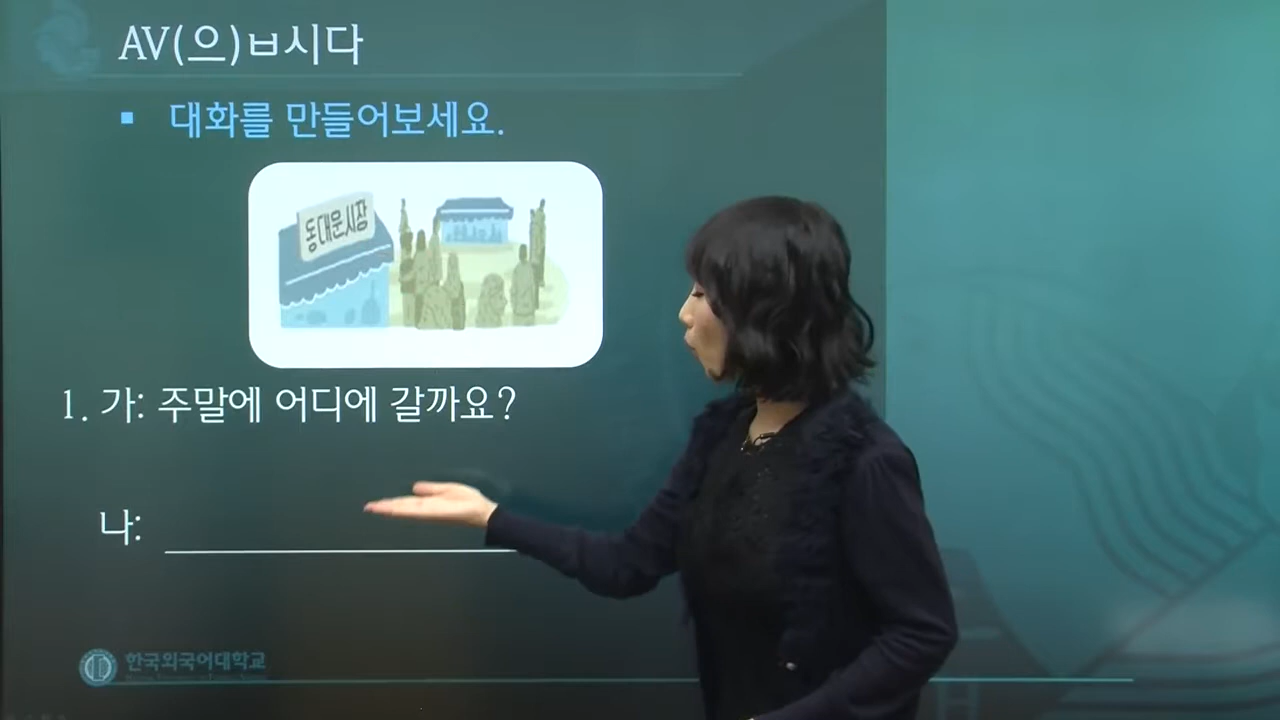 AV(으)ㅂ시다
▪ 대화를 만들어보세요.
동대문시장
1. 가: 주말에 어디에 갈까요?
나:
한국외국어대학교